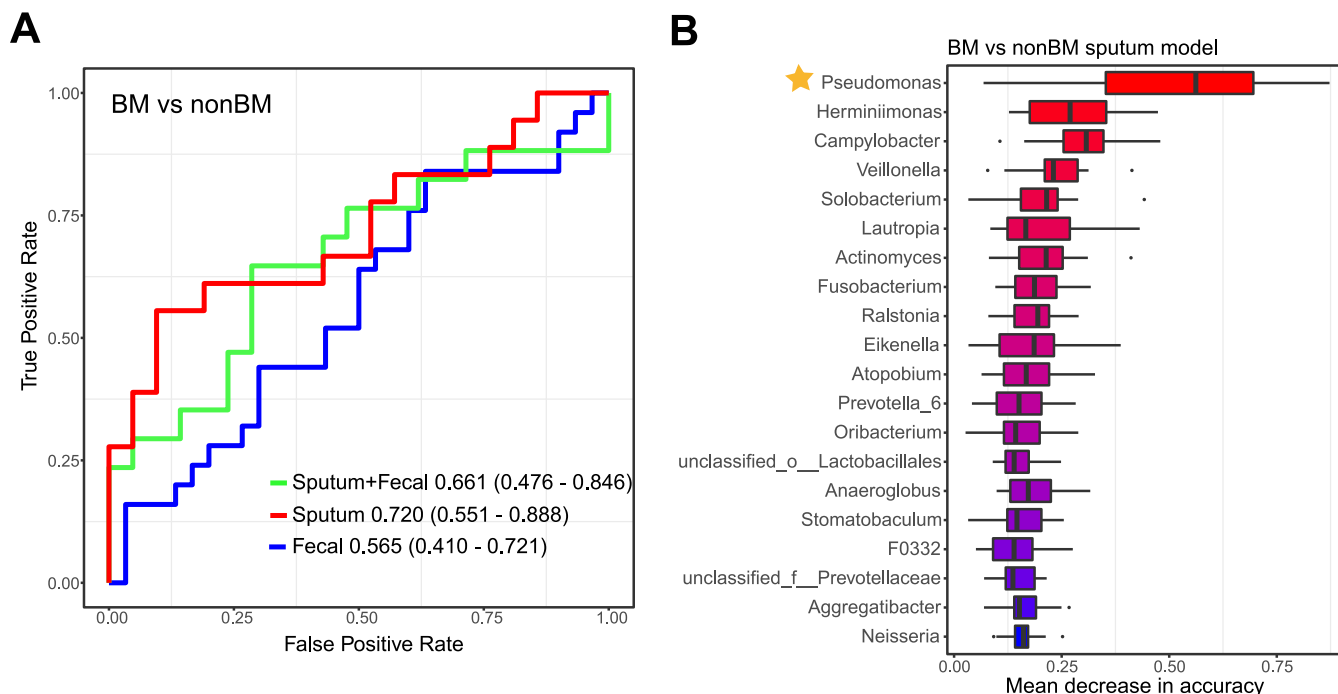 A
BM vs nonBM
True Positive Rate
1.00
0.75
0.50
0.25
0.00
Sputum+Fecal 0.661 (0.476 - 0.846)
Sputum 0.720 (0.551 - 0.888)
Fecal 0.565 (0.410 - 0.721)
0.00 0.25 0.50 0.75 1.00
False Positive Rate
B
BM vs nonBM sputum model
Pseudomonas
Herminiimonas
Campylobacter
Veillonella
Solobacterium
Lautropia
Actinomyces
Fusobacterium
Ralstonia
Eikenella
Atopobium
Prevotella_6
Oribacterium
unclassified_o__Lactobacillales
Anaeroglobus
Stomatobaculum
F0332
unclassified_f__Prevotellaceae
Aggregatibacter
Neisseria
0.00 0.25 0.50 0.75
Mean decrease in accuracy